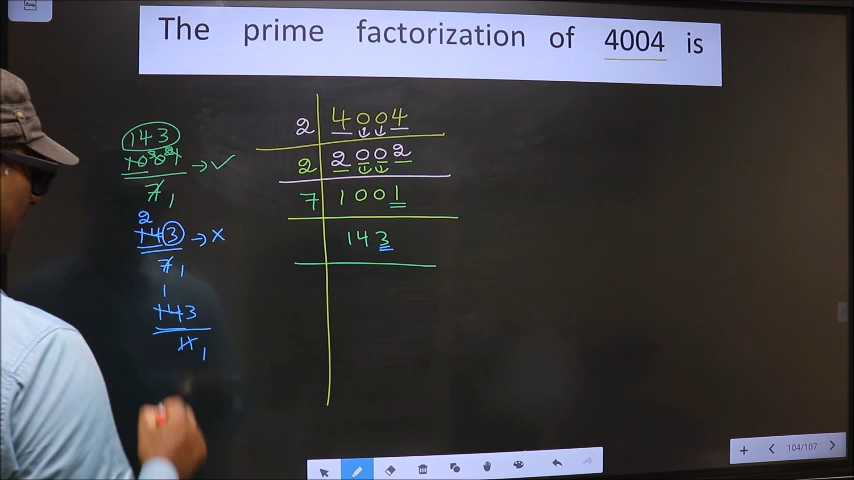 The prime factorization of 4004 is
2 | 4004
2 | 2002
7 | 1001
143
143
1001 → ✓
7 1
2
143 → ×
7 1
1
143
11 1
104/107